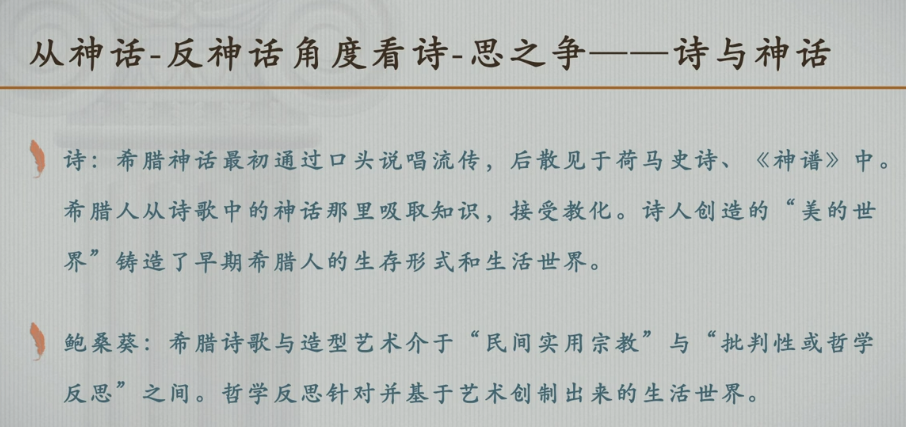 从神话-反神话角度看诗-思之争——诗与神话
诗：希腊神话最初通过口头说唱流传，后散见于荷马史诗、《神谱》中。
希腊人从诗歌中的神话那里吸取知识，接受教化。诗人创造的“美的世
界”铸造了早期希腊人的生存形式和生活世界。
鲍桑葵：希腊诗歌与造型艺术介于“民间实用宗教”与“批判性或哲学
反思”之间。哲学反思针对并基于艺术创制出来的生活世界。